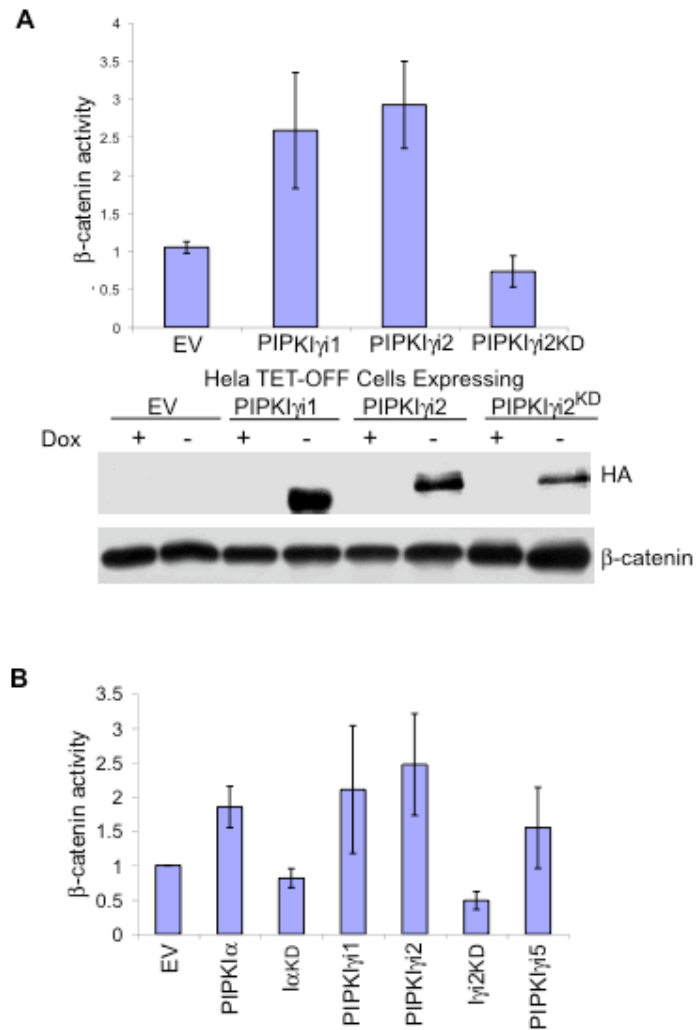 A
β-catenin activity
4
3.5
3
2.5
2
1.5
1
0.5
0
EV PIPKIγi1 PIPKIγi2 PIPKIγi2KD
Hela TET-OFF Cells Expressing
EV PIPKIγi1 PIPKIγi2 PIPKIγi2KD
Dox + - + - + - + -
HA
β-catenin
B
β-catenin activity
3.5
3
2.5
2
1.5
1
0.5
0
EV
PIPKIα
IαKD
PIPKIγi1
PIPKIγi2
Iγi2KD
PIPKIγi5